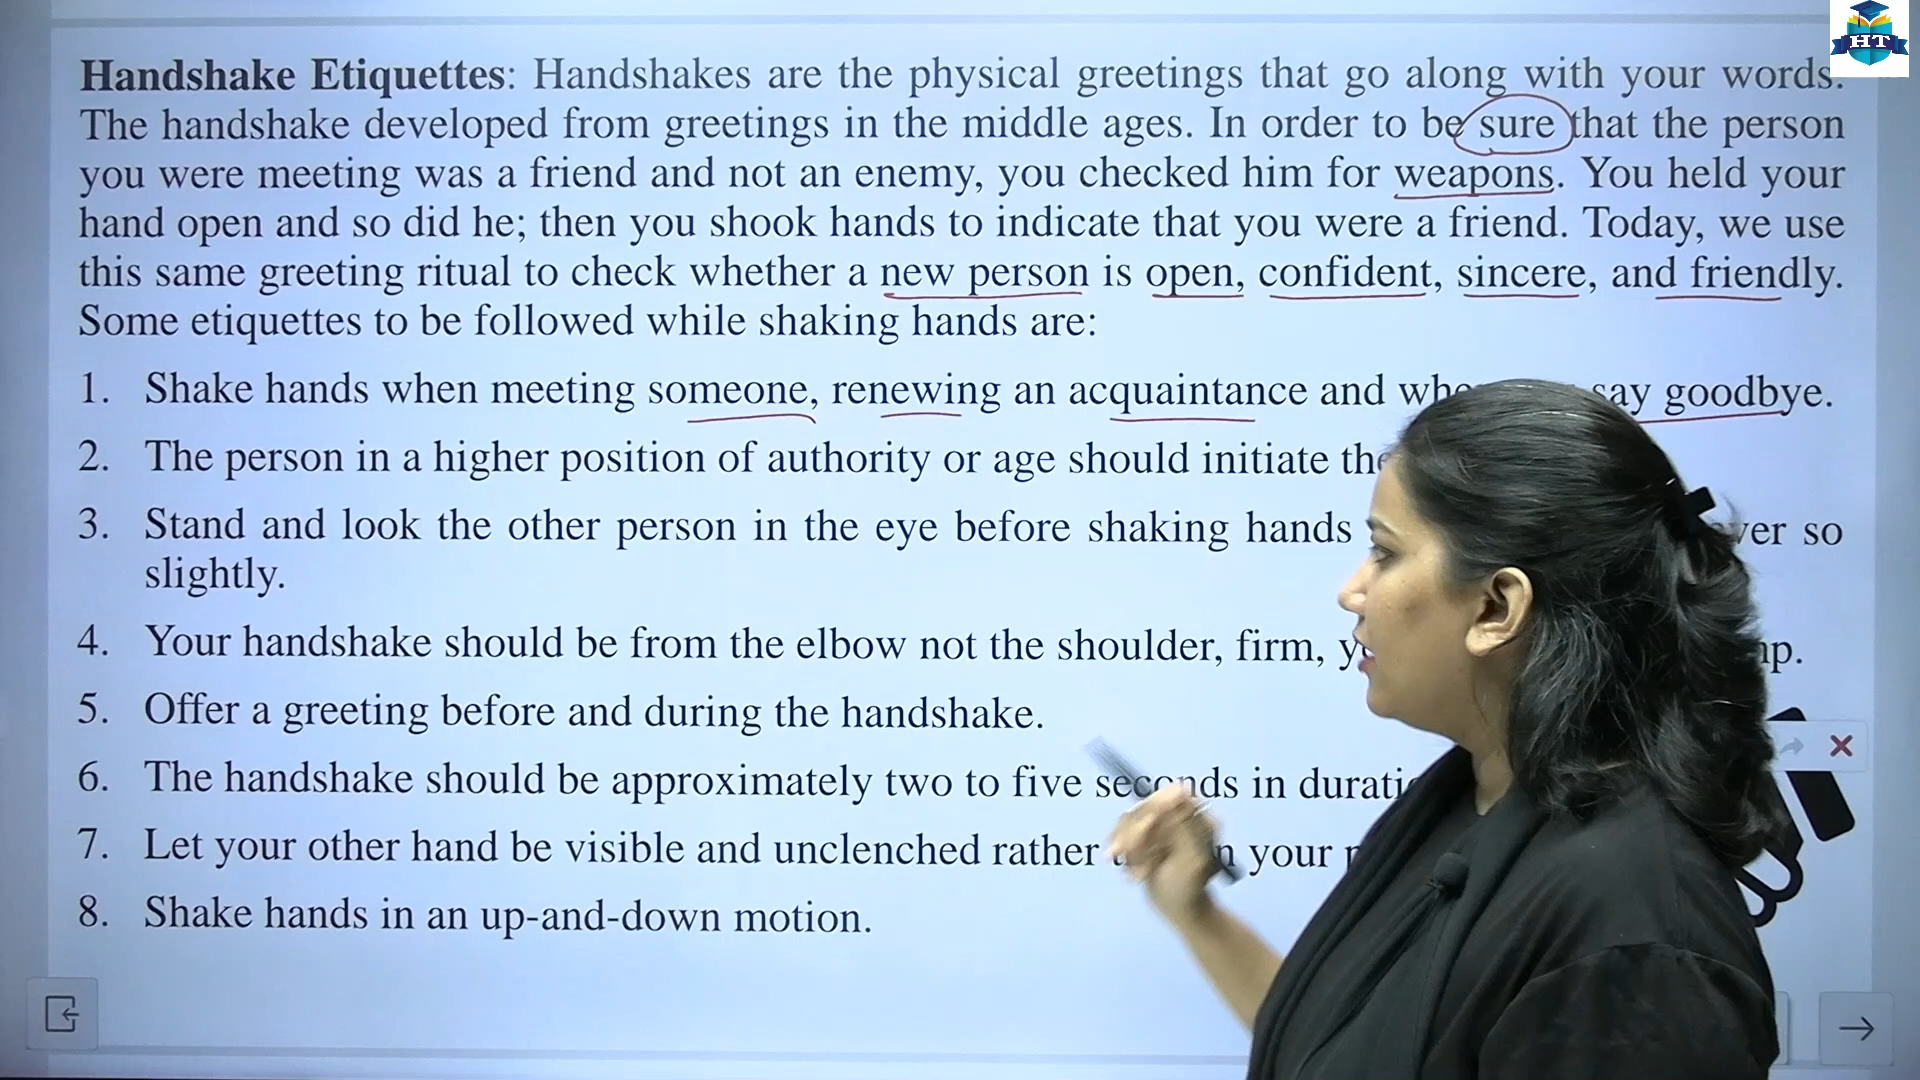 HT
Handshake Etiquettes: Handshakes are the physical greetings that go along with your words.
The handshake developed from greetings in the middle ages. In order to be sure that the person
you were meeting was a friend and not an enemy, you checked him for weapons. You held your
hand open and so did he; then you shook hands to indicate that you were a friend. Today, we use
this same greeting ritual to check whether a new person is open, confident, sincere, and friendly.
Some etiquettes to be followed while shaking hands are:
1. Shake hands when meeting someone, renewing an acquaintance and say goodbye.
2. The person in a higher position of authority or age should initiate
3. Stand and look the other person in the eye before shaking hands so
slightly.
4. Your handshake should be from the elbow not the shoulder, firm,
5. Offer a greeting before and during the handshake.
6. The handshake should be approximately two to five seconds in
7. Let your other hand be visible and unclenched rather your
8. Shake hands in an up-and-down motion.